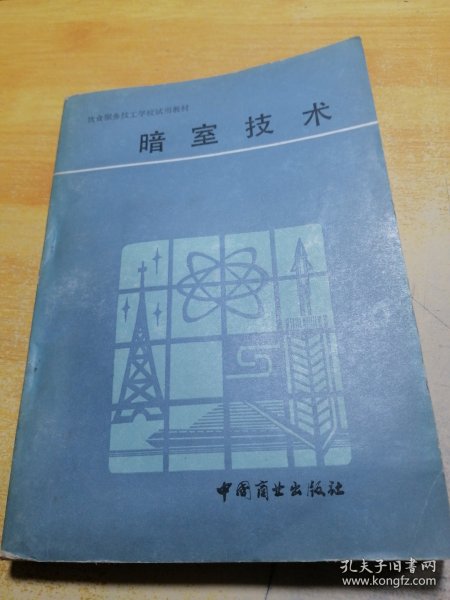 饮食服务技工学校试用教材
暗室技术
中国商业出版社
孔夫子旧书网
www.kongfz.com